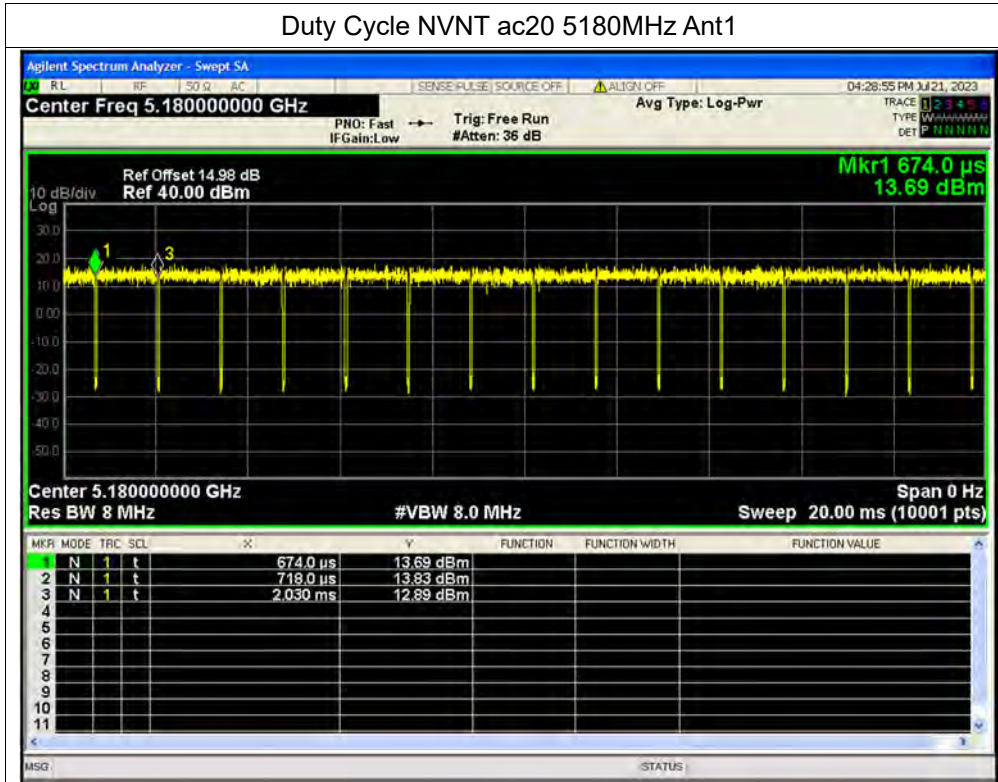 Duty Cycle NVNT ac20 5180MHz Ant1
Agilent Spectrum Analyzer - Swept SA
RL RF 50 Ω AC SENSE:PULSE SOURCE OFF ALIGN OFF 04:28:55 PM Jul 21, 2023
Center Freq 5.180000000 GHz
Avg Type: Log-Pwr
TRACE 1 2 3 4 5 6
PNO: Fast Trig: Free Run
TYPE W
IFGain:Low #Atten: 36 dB
DET P N N N N N
Mkr1 674.0 µs
13.69 dBm
Ref Offset 14.98 dB
10 dB/div Ref 40.00 dBm
Log
30.0
20.0
10.0
0.00
-10.0
-20.0
-30.0
-40.0
-50.0
1
3
Center 5.180000000 GHz Span 0 Hz
Res BW 8 MHz #VBW 8.0 MHz Sweep 20.00 ms (10001 pts)
MKR MODE TRC SCL X Y FUNCTION FUNCTION WIDTH FUNCTION VALUE
1 N 1 t 674.0 µs 13.69 dBm
2 N 1 t 718.0 µs 13.83 dBm
3 N 1 t 2.030 ms 12.89 dBm
4
5
6
7
8
9
10
11
MSG STATUS